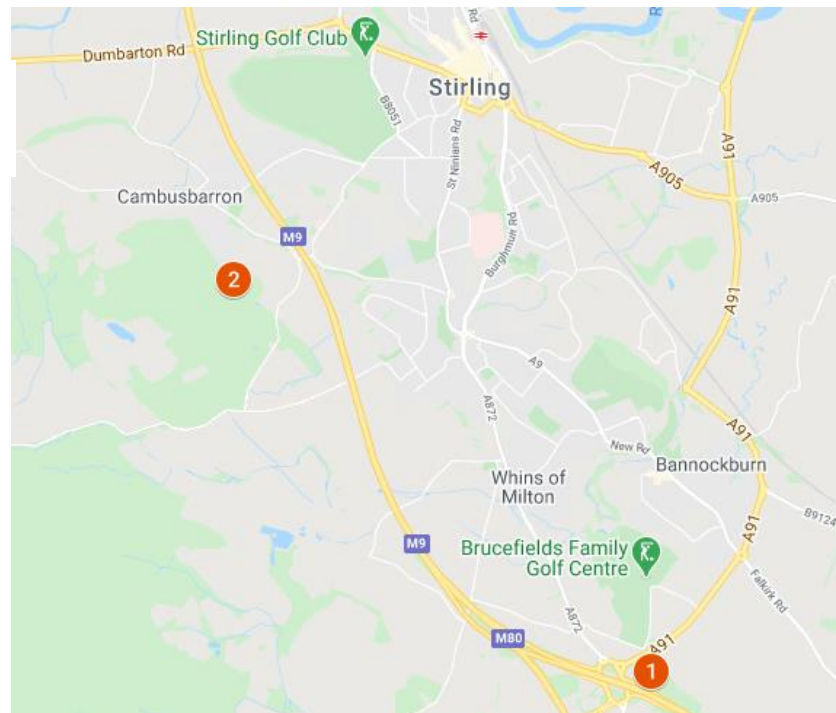 Rd
R
Stirling Golf Club
Dumbarton Rd
Stirling
B8051
St Ninians Rd
A91
A905
A905
Cambusbarron
M9
Burghmuir Rd
2
A91
A9
A872
A91
New Rd
Bannockburn
Whins of
Milton
B9124
A91
M9
Brucefields Family
Golf Centre
Falkirk Rd
A872
M80
A91
1